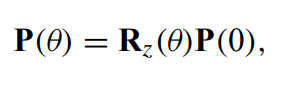 P(θ) = R_z(θ)P(0),